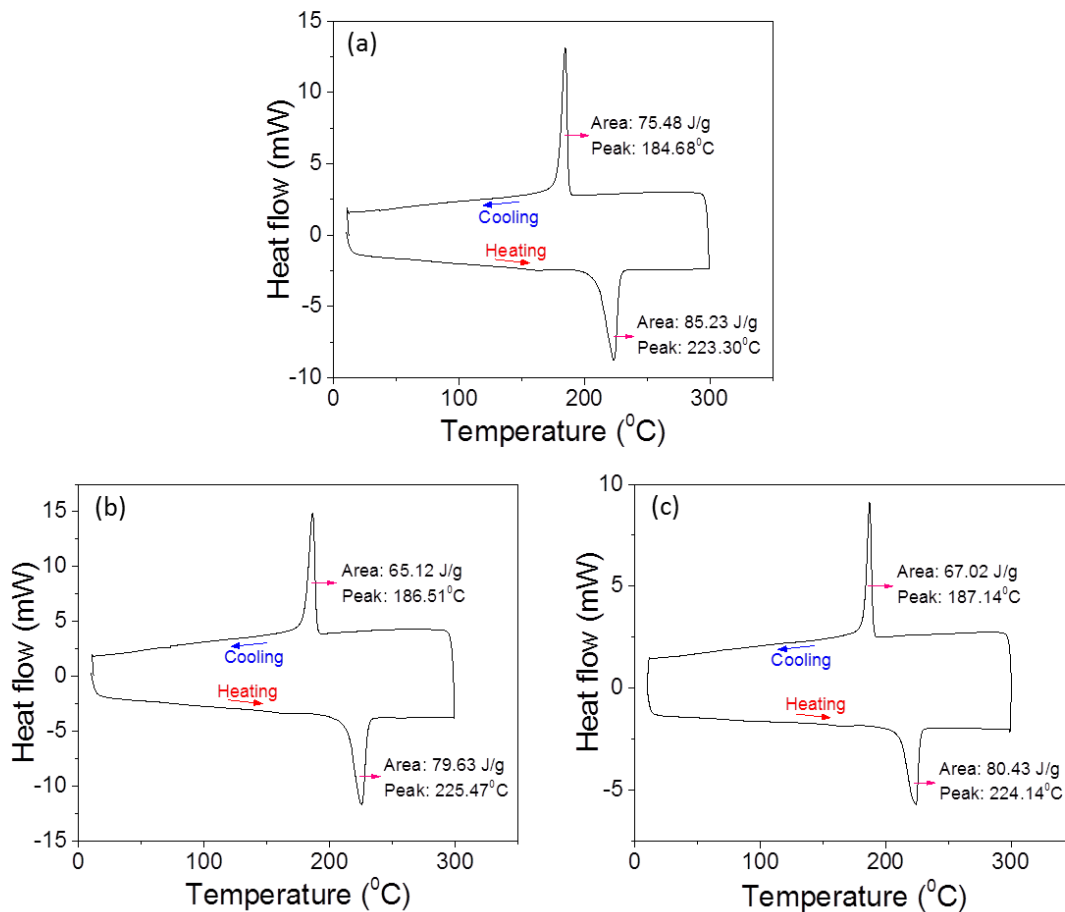 (a)
15
10
5
0
-5
-10
Heat flow (mW)
Area: 75.48 J/g
Peak: 184.68⁰C
Cooling
Heating
Area: 85.23 J/g
Peak: 223.30⁰C
0 100 200 300
Temperature (⁰C)
(b)
15
10
5
0
-5
-10
-15
Heat flow (mW)
Area: 65.12 J/g
Peak: 186.51⁰C
Cooling
Heating
Area: 79.63 J/g
Peak: 225.47⁰C
0 100 200 300
Temperature (⁰C)
(c)
10
5
0
-5
Heat flow (mW)
Area: 67.02 J/g
Peak: 187.14⁰C
Cooling
Heating
Area: 80.43 J/g
Peak: 224.14⁰C
0 100 200 300
Temperature (⁰C)